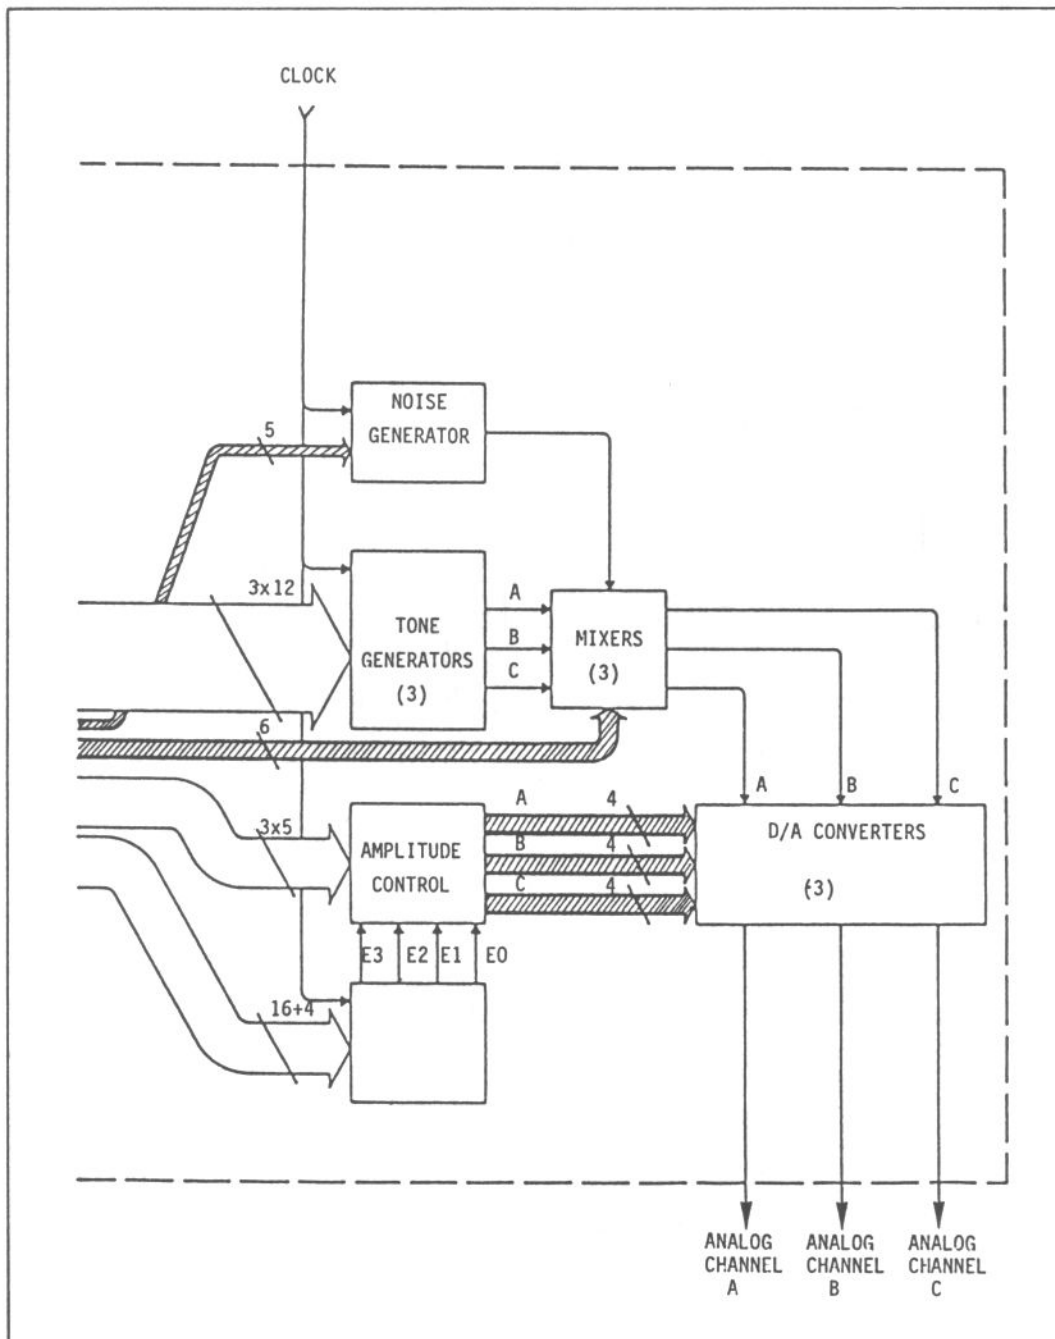 CLOCK
NOISE
GENERATOR
5
3x12
TONE
GENERATORS
(3)
A
B
C
MIXERS
(3)
6
A
B
C
3x5
AMPLITUDE
CONTROL
A
4
B
4
C
4
D/A CONVERTERS
(3)
E3
E2
E1
E0
16+4
ANALOG
CHANNEL
A
ANALOG
CHANNEL
B
ANALOG
CHANNEL
C